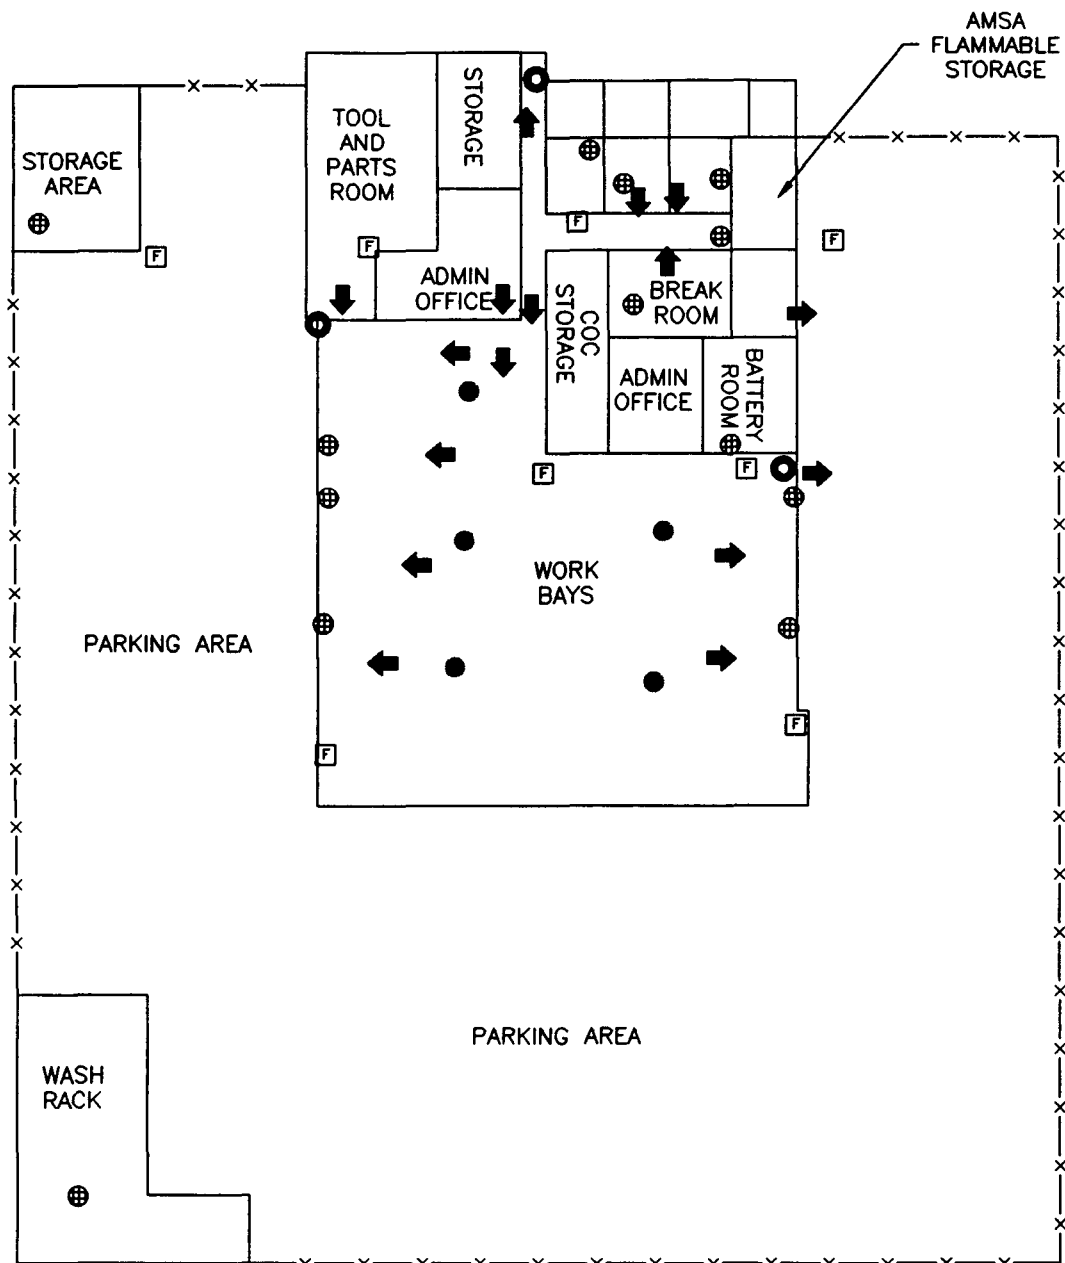 AMSA
FLAMMABLE
STORAGE
STORAGE
AREA
F
TOOL
AND
PARTS
ROOM
F
STORAGE
ADMIN
OFFICE
F
F
COC
STORAGE
BREAK
ROOM
ADMIN
OFFICE
BATTERY
ROOM
F
F
WORK
BAYS
PARKING AREA
F
F
PARKING AREA
WASH
RACK